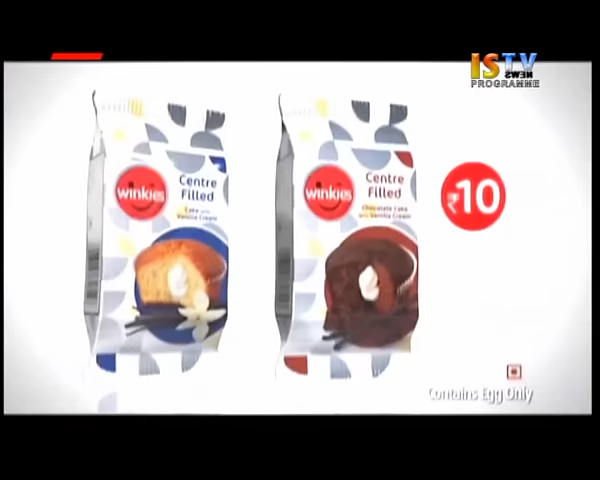 ISTV
NEWS
PROGRAMME
winkies
Centre
Filled
Cake with
Vanilla Cream
winkies
Centre
Filled
Chocolate Cake
with Vanilla Cream
₹10
Contains Egg Only